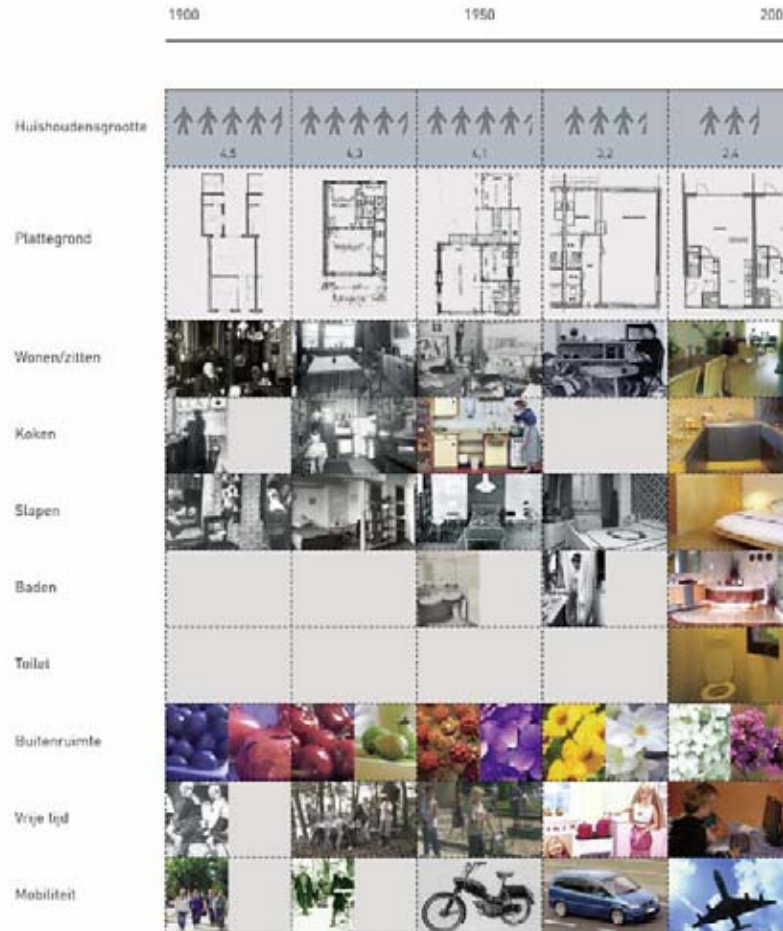 1900 1950 200
Huishoudensgrootte
4,5 4,3 4,1 3,2 2,4
Plattegrond
Wonen/zitten
Koken
Slapen
Baden
Toilet
Buitenruimte
Vrije tijd
Mobiliteit